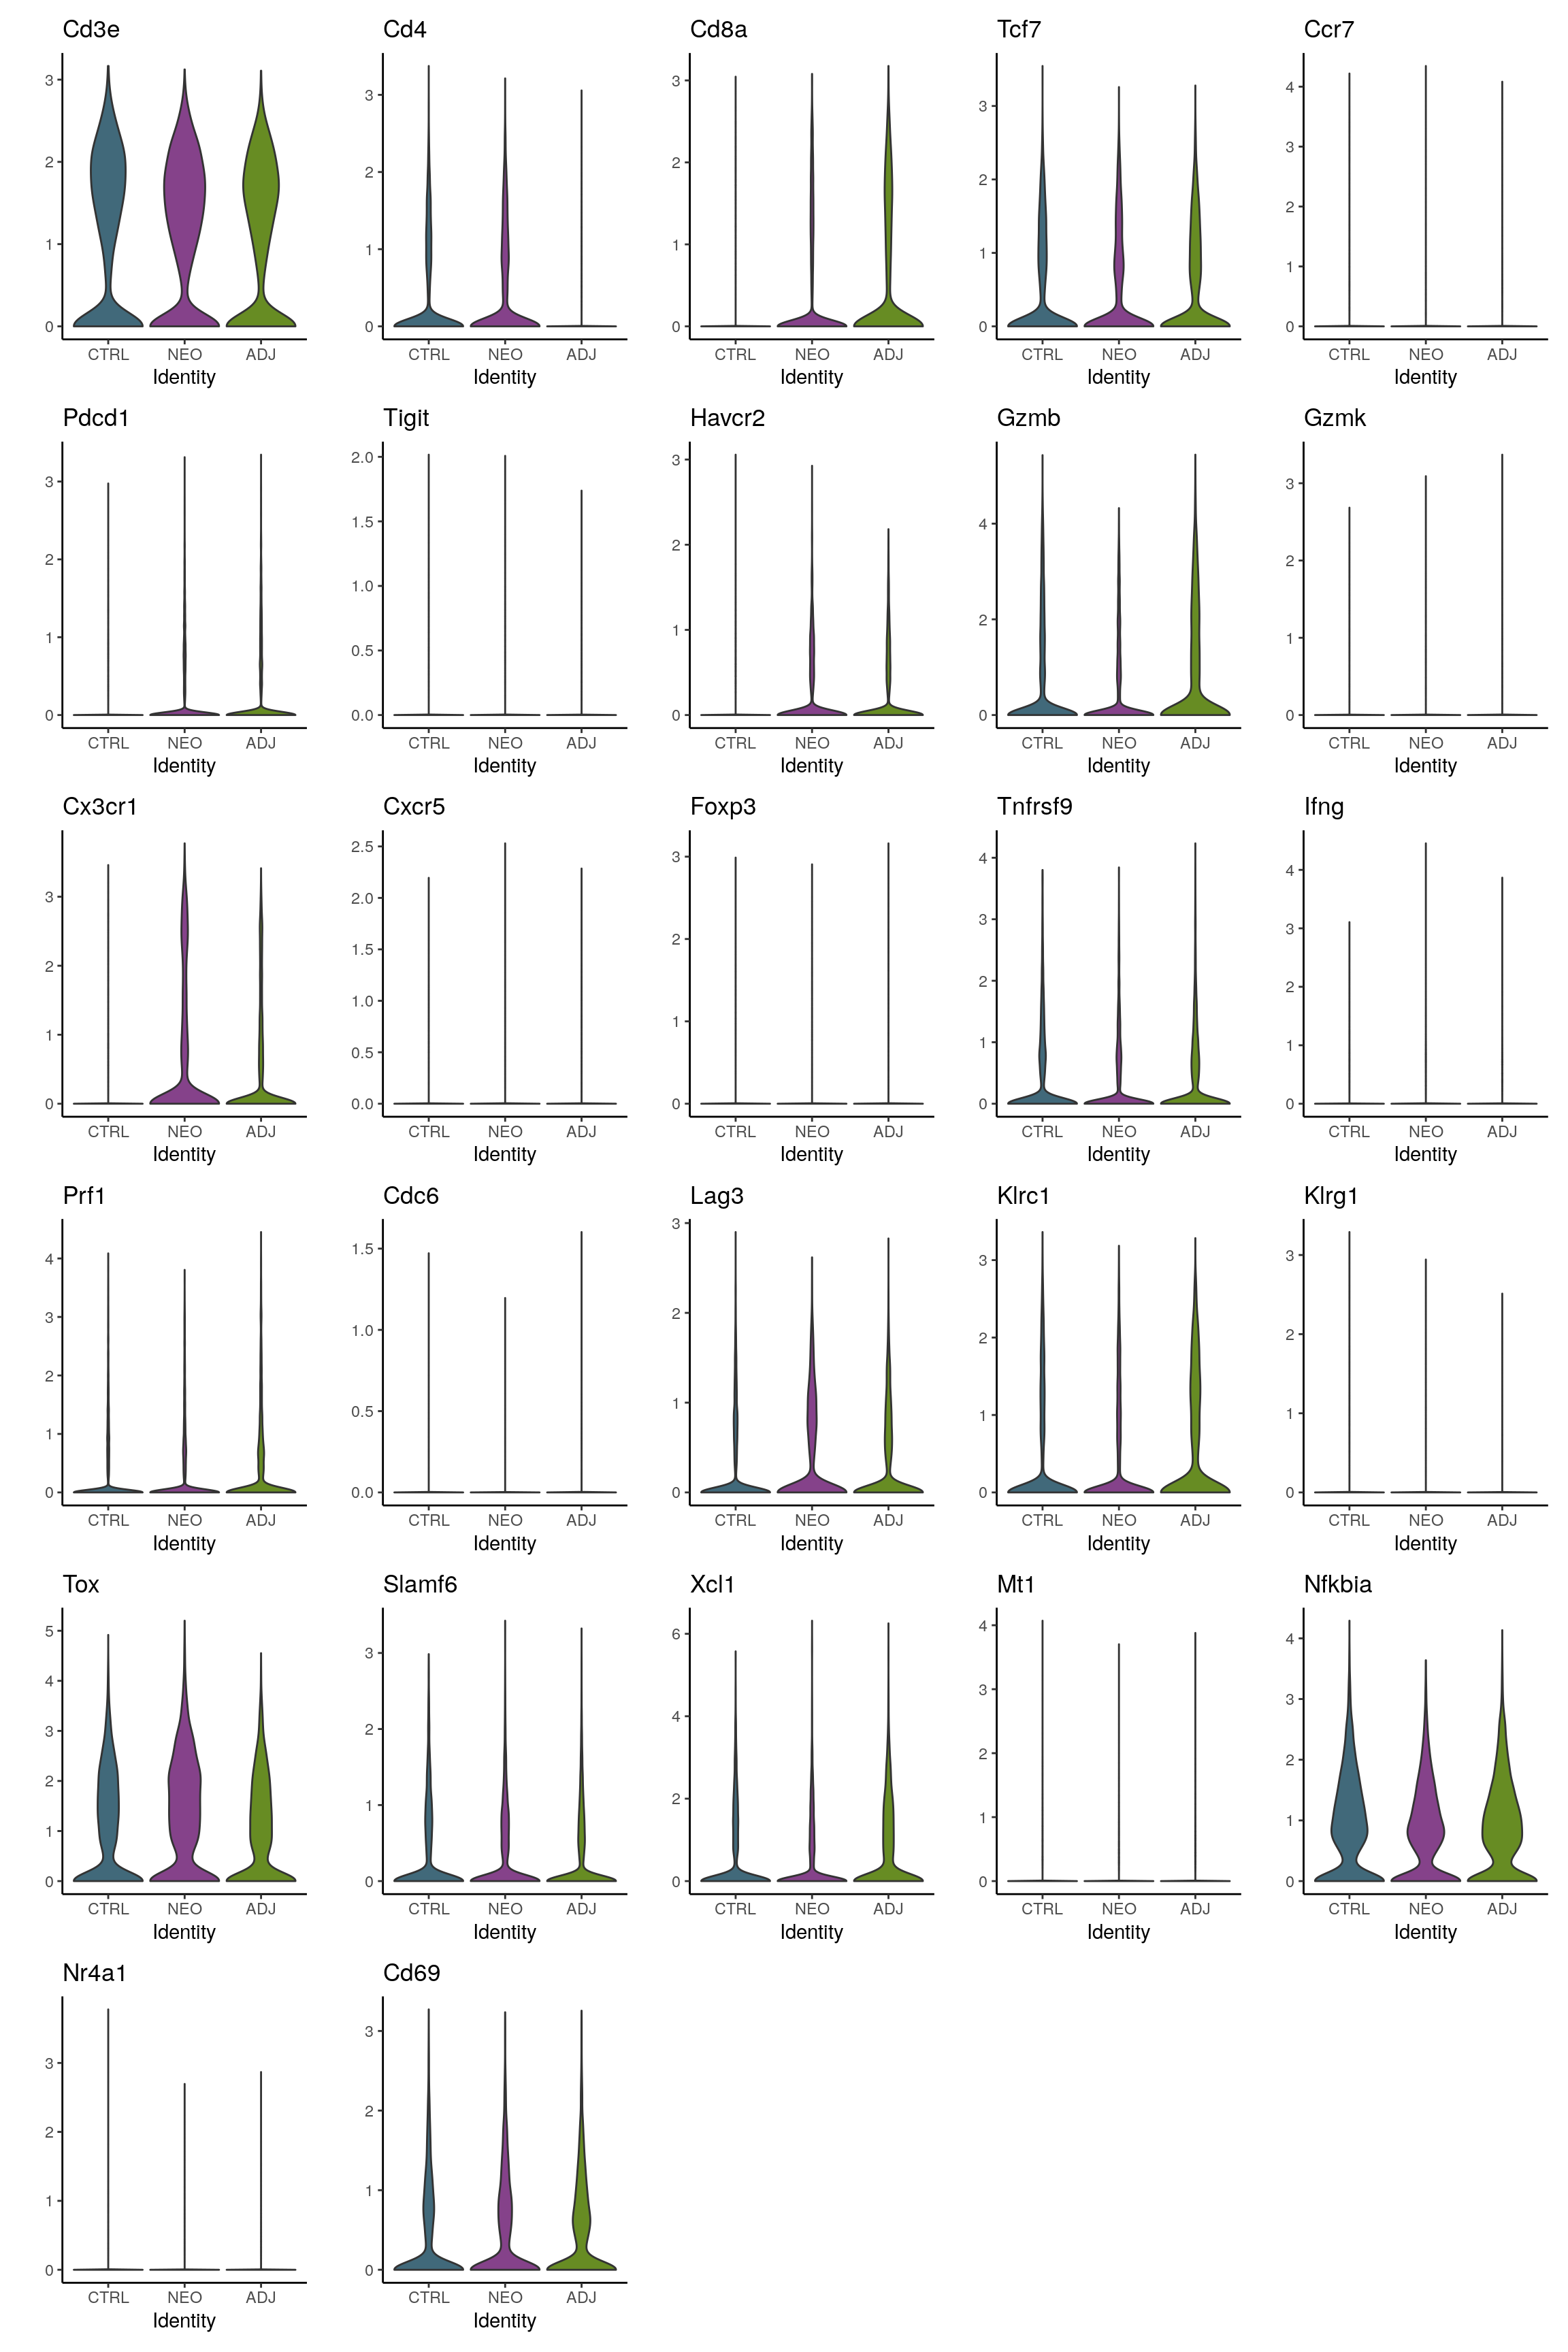 Cd3e Cd4 Cd8a Tcf7 Ccr7
3 3 3 3 4
2 2 2 2 3
1 1 1 1 2
1
0 0 0 0 0
CTRL NEO ADJ CTRL NEO ADJ CTRL NEO ADJ CTRL NEO ADJ CTRL NEO ADJ
Identity Identity Identity Identity Identity
Pdcd1 Tigit Havcr2 Gzmb Gzmk
3 2.0 3 4 3
2 1.5 2 2 2
1 1.0 1 0 1
0 0.5 0 0
0.0
CTRL NEO ADJ CTRL NEO ADJ CTRL NEO ADJ CTRL NEO ADJ CTRL NEO ADJ
Identity Identity Identity Identity Identity
Cx3cr1 Cxcr5 Foxp3 Tnfrsf9 Ifng
3 2.5 3 4 4
2 2.0 2 3 3
1 1.5 1 2 2
0 1.0 0 1 1
0.5 0 0
0.0
CTRL NEO ADJ CTRL NEO ADJ CTRL NEO ADJ CTRL NEO ADJ CTRL NEO ADJ
Identity Identity Identity Identity Identity
Prf1 Cdc6 Lag3 Klrc1 Klrg1
4 1.5 3 3 3
3 1.0 2 2 2
2 0.5 1 1 1
1 0.0 0 0 0
0
CTRL NEO ADJ CTRL NEO ADJ CTRL NEO ADJ CTRL NEO ADJ CTRL NEO ADJ
Identity Identity Identity Identity Identity
Tox Slamf6 Xcl1 Mt1 Nfkbia
5 3 6 4 4
4 2 4 3 3
3 1 2 2 2
2 0 0 1 1
1 0 0
0
CTRL NEO ADJ CTRL NEO ADJ CTRL NEO ADJ CTRL NEO ADJ CTRL NEO ADJ
Identity Identity Identity Identity Identity
Nr4a1 Cd69
3 3
2 2
1 1
0 0
CTRL NEO ADJ CTRL NEO ADJ
Identity Identity